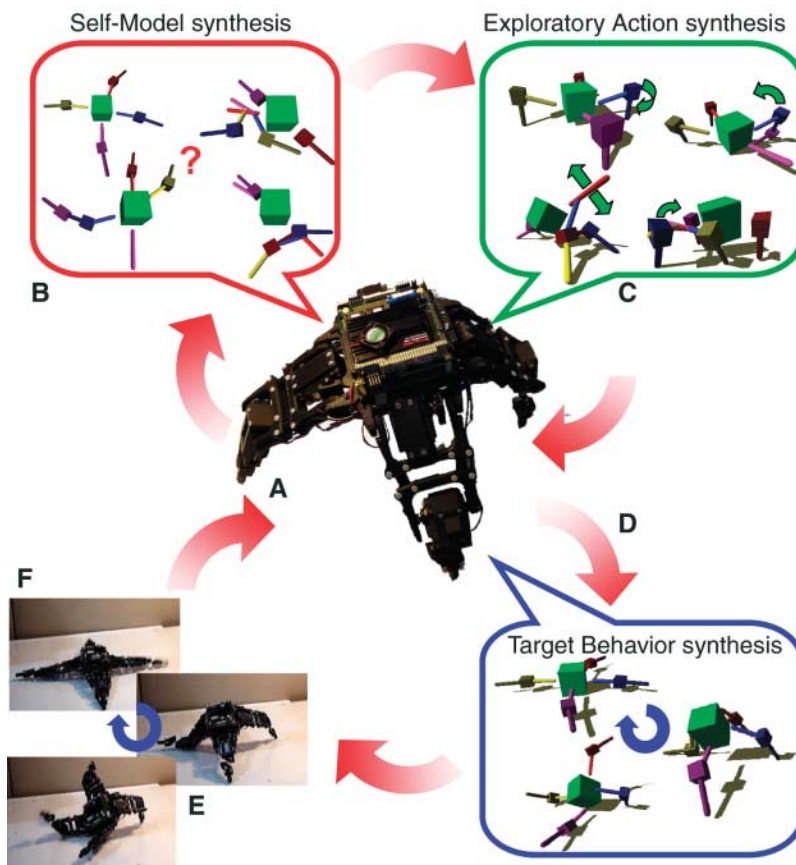 Self-Model synthesis
Exploratory Action synthesis
?
B
C
A
D
F
Target Behavior synthesis
E